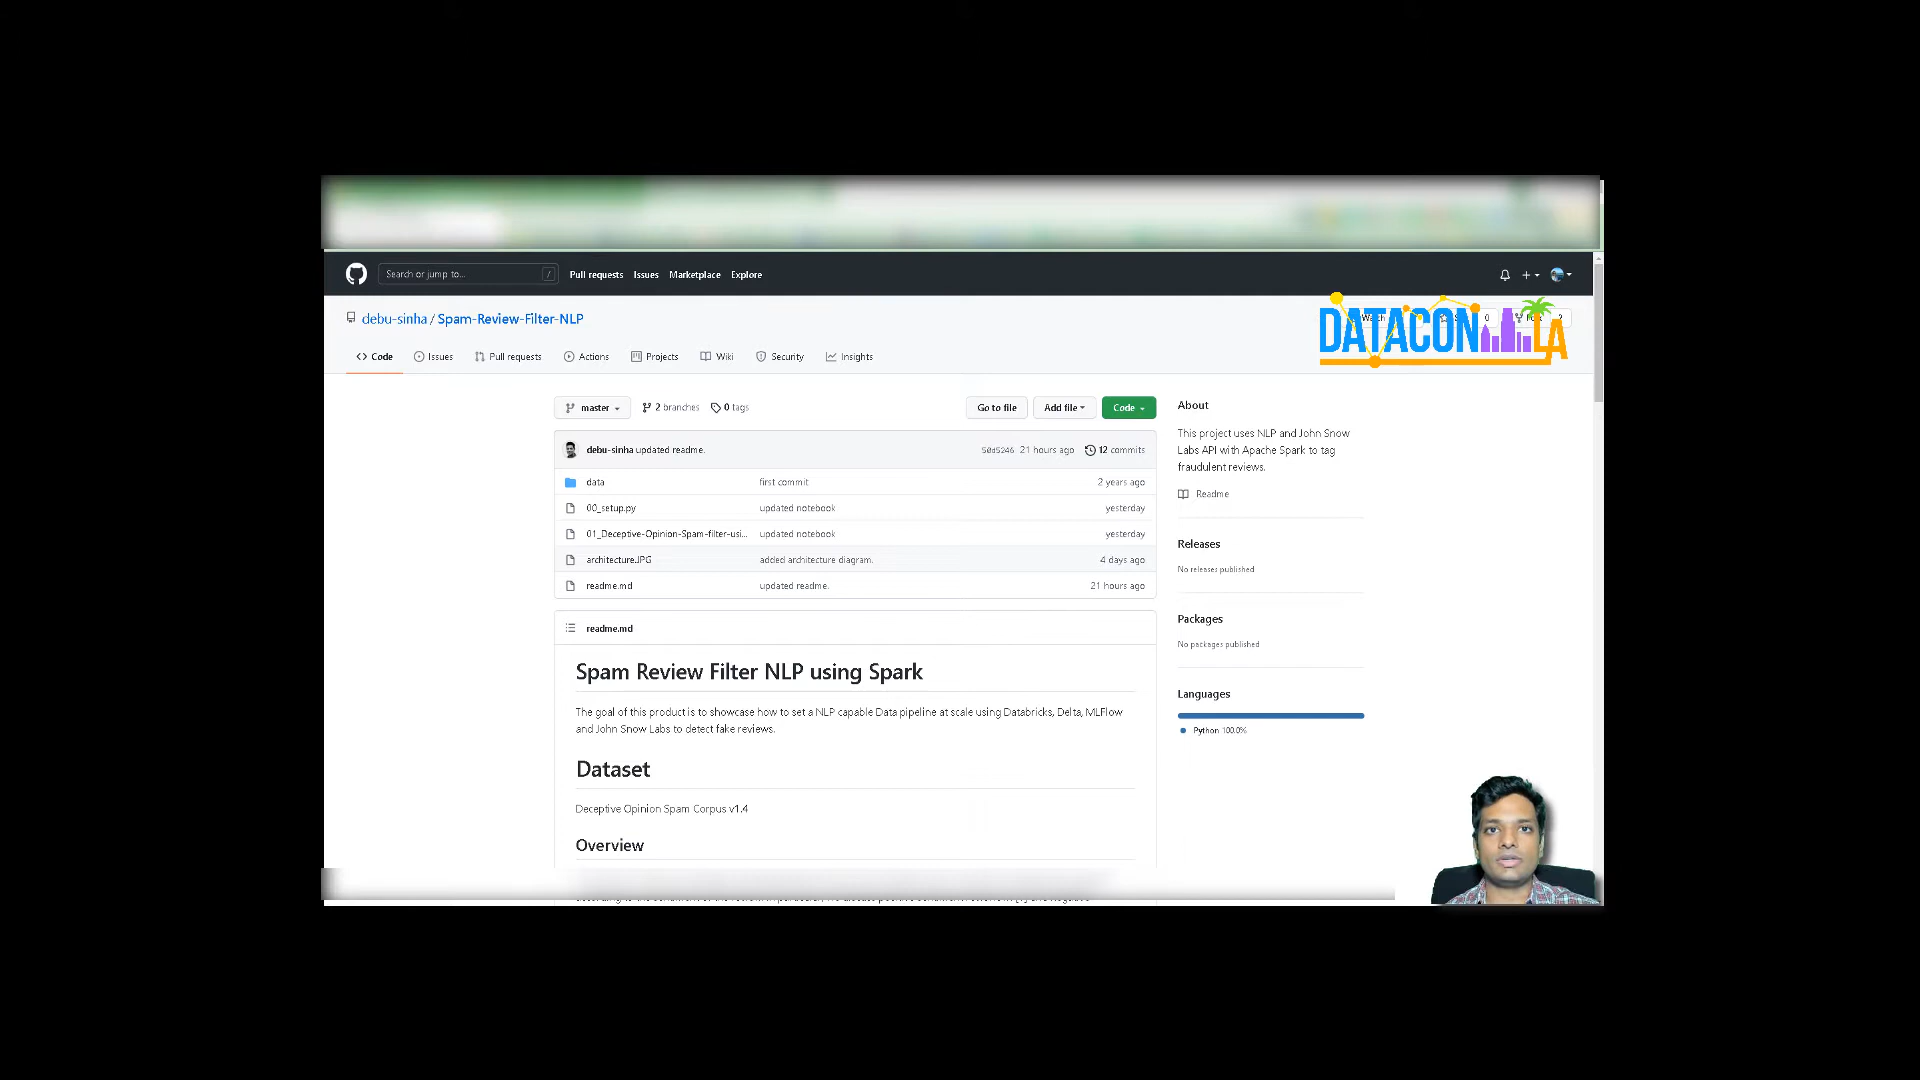 Search or jump to... /
Pull requests Issues Marketplace Explore
debu-sinha / Spam-Review-Filter-NLP
DATACON LA
0 2
Code Issues Pull requests Actions Projects Wiki Security Insights
master 2 branches 0 tags Go to file Add file Code
debu-sinha updated readme. 50d5246 21 hours ago 12 commits
data first commit 2 years ago
00_setup.py updated notebook yesterday
01_Deceptive-Opinion-Spam-filter-usi... updated notebook yesterday
architecture.JPG added architecture diagram. 4 days ago
readme.md updated readme. 21 hours ago
readme.md
Spam Review Filter NLP using Spark
The goal of this product is to showcase how to set a NLP capable Data pipeline at scale using Databricks, Delta, MLFlow
and John Snow Labs to detect fake reviews.
Dataset
Deceptive Opinion Spam Corpus v1.4
Overview
About
This project uses NLP and John Snow
Labs API with Apache Spark to tag
fraudulent reviews.
Readme
Releases
No releases published
Packages
No packages published
Languages
Python 100.0%